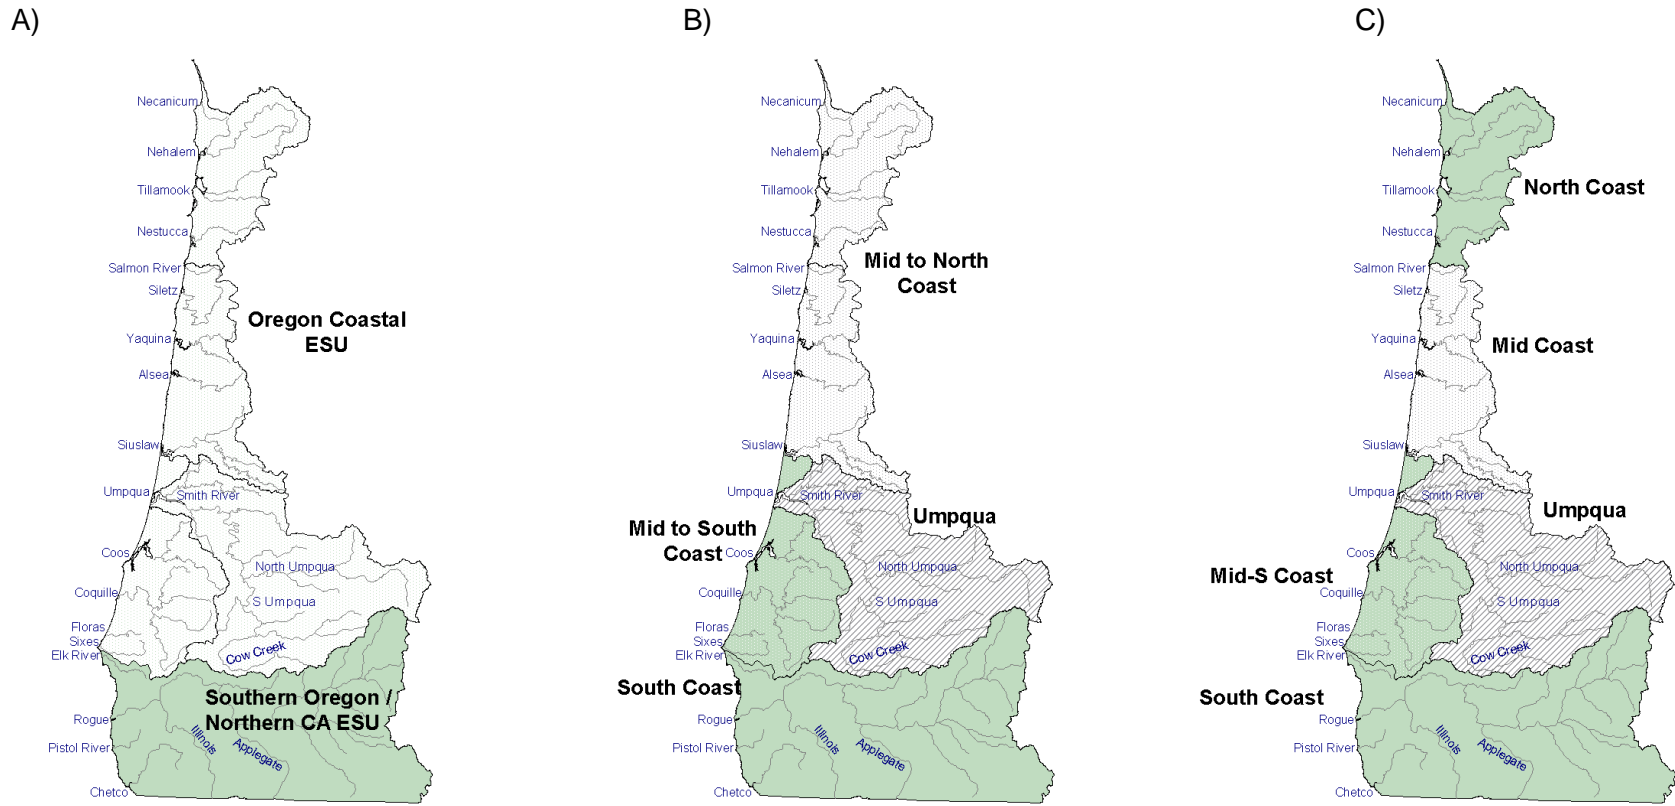 A)
Necanicum
Nehalem
Tillamook
Nestucca
Salmon River
Siletz
Oregon Coastal
ESU
Yaquina
Alsea
Siuslaw
Umpqua
Smith River
Coos
North Umpqua
Coquille
S Umpqua
Floras
Sixes
Elk River
Cow Creek
Southern Oregon /
Northern CA ESU
Rogue
Pistol River
Illinois
Applegate
Chetco
B)
Necanicum
Nehalem
Tillamook
Nestucca
Mid to North
Coast
Salmon River
Siletz
Yaquina
Alsea
Siuslaw
Umpqua
Smith River
Umpqua
Mid to South
Coast
Coos
North Umpqua
Coquille
S Umpqua
Floras
Sixes
Elk River
Cow Creek
South Coast
Rogue
Pistol River
Illinois
Applegate
Chetco
C)
Necanicum
Nehalem
Tillamook
North Coast
Nestucca
Salmon River
Siletz
Yaquina
Mid Coast
Alsea
Siuslaw
Umpqua
Smith River
Umpqua
Coos
North Umpqua
Mid-S Coast
Coquille
S Umpqua
Floras
Sixes
Elk River
Cow Creek
South Coast
Rogue
Pistol River
Illinois
Applegate
Chetco